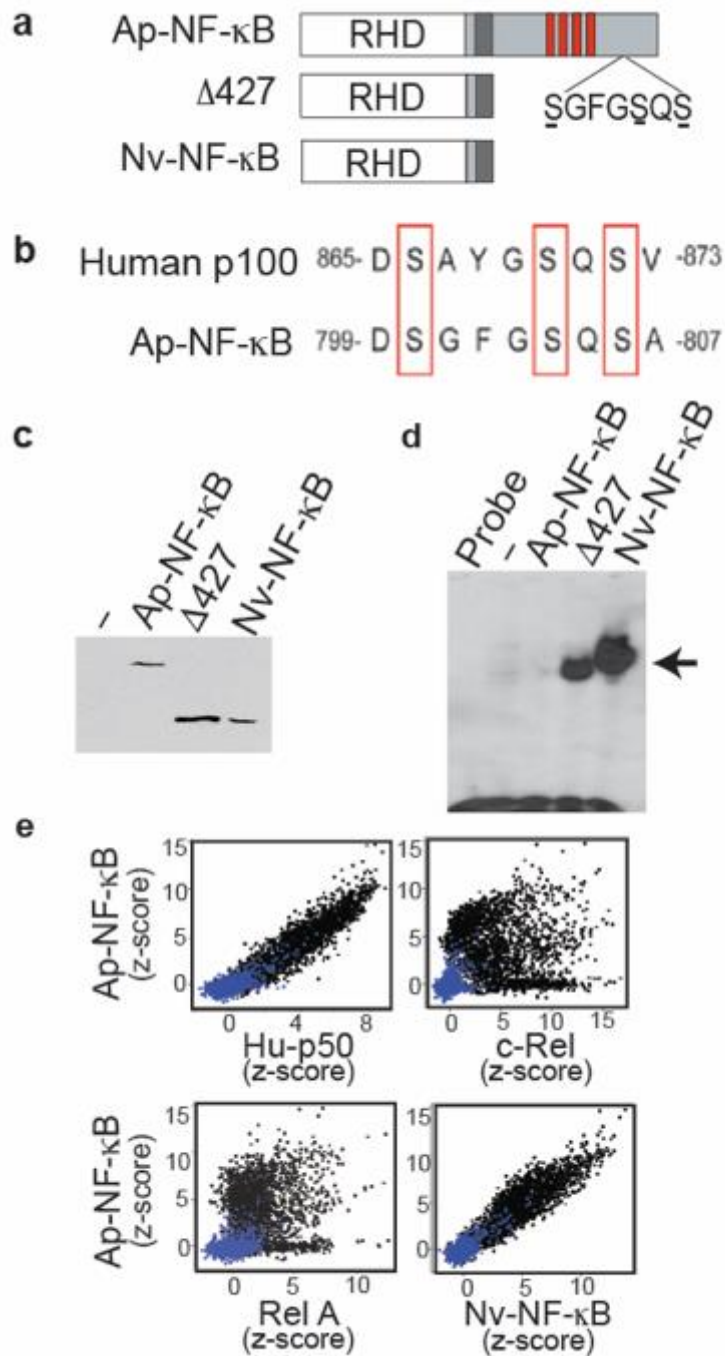 a
Ap-NF-κB RHD
Δ427 RHD
SGFGSQS
Nv-NF-κB RHD
b
Human p100 865- D S A Y G S Q S V -873
Ap-NF-κB 799- D S G F G S Q S A -807
c
– Ap-NF-κB Δ427 Nv-NF-κB
d
Probe – Ap-NF-κB Δ427 Nv-NF-κB
e
Ap-NF-κB
(z-score)
15
10
5
0
0 4 8
Hu-p50
(z-score)
15
10
5
0
0 5 10 15
c-Rel
(z-score)
Ap-NF-κB
(z-score)
15
10
5
0
0 5 10
Rel A
(z-score)
15
10
5
0
0 5 10
Nv-NF-κB
(z-score)